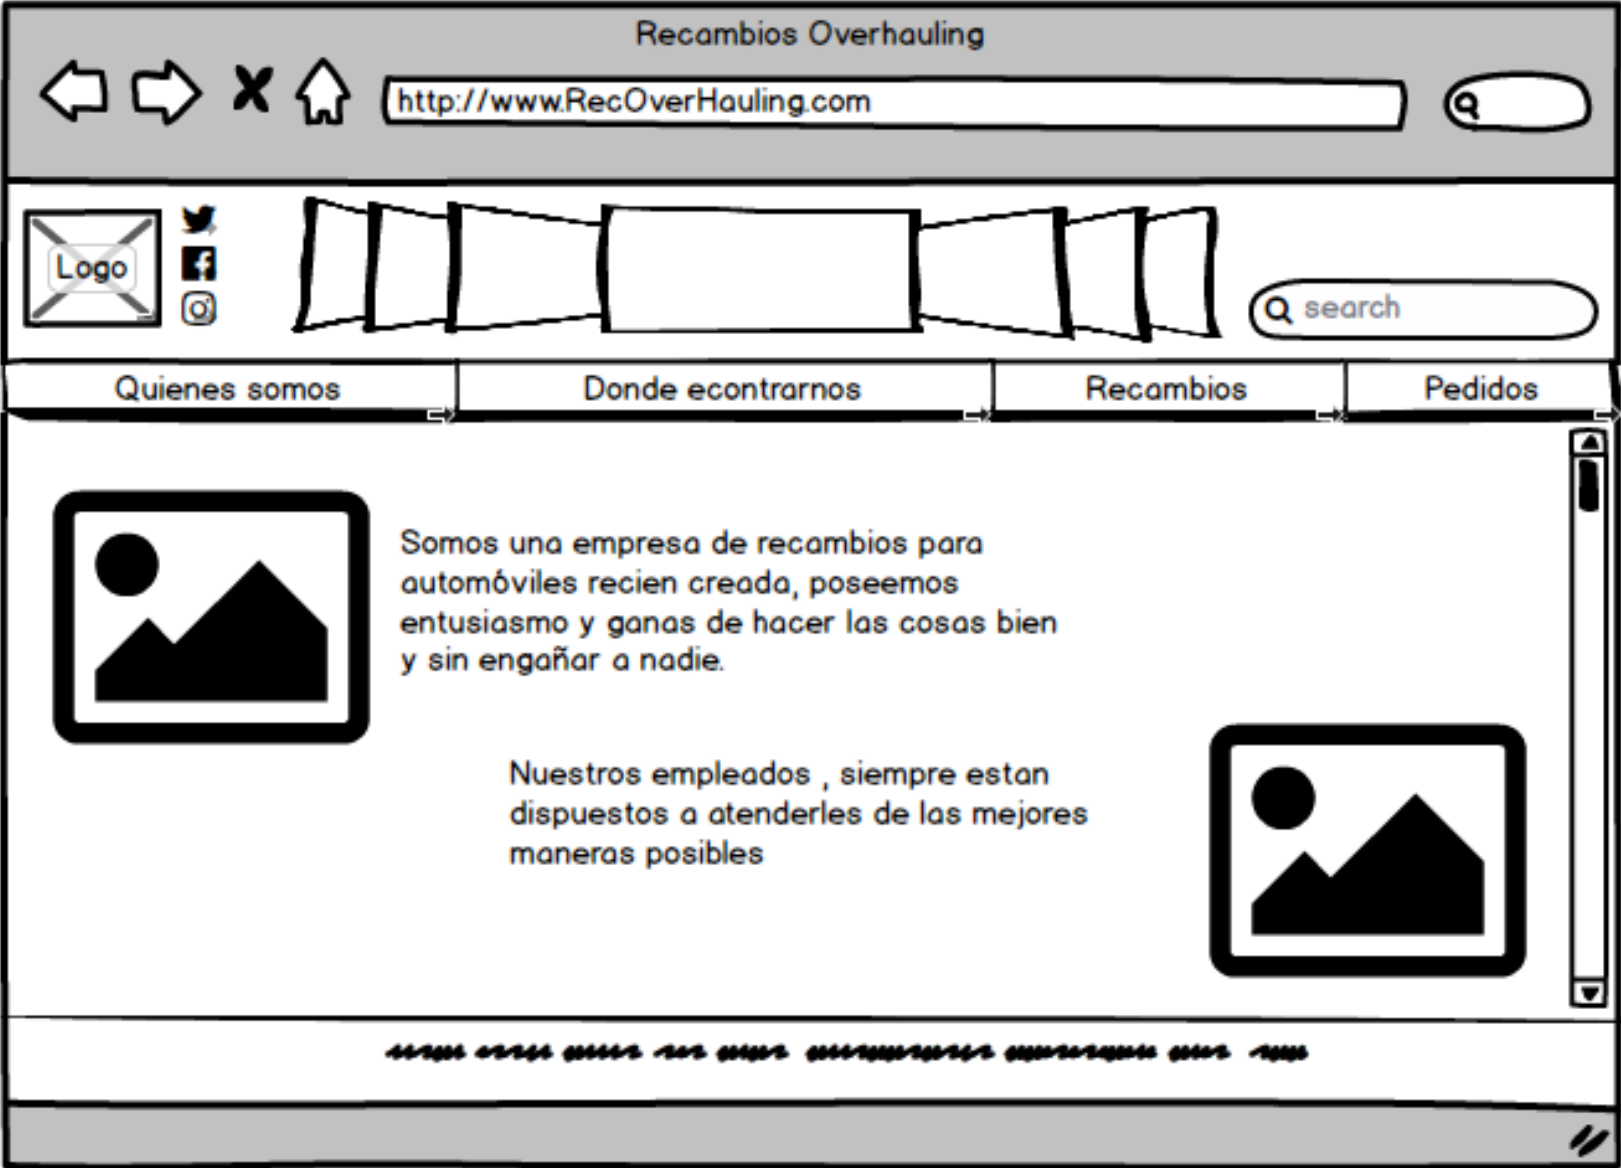 Recambios Overhauling
http://www.RecOverHauling.com
Logo
search
Quienes somos
Donde econtrarnos
Recambios
Pedidos
Somos una empresa de recambios para
automóviles recien creada, poseemos
entusiasmo y ganas de hacer las cosas bien
y sin engañar a nadie.
Nuestros empleados , siempre estan
dispuestos a atenderles de las mejores
maneras posibles